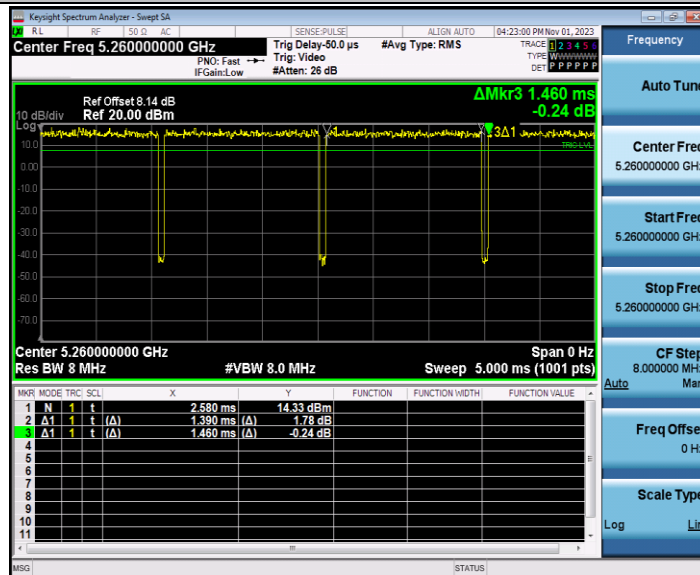 Keysight Spectrum Analyzer - Swept SA
RL RF 50 Ω AC SENSE:PULSE ALIGN AUTO 04:23:00 PM Nov 01, 2023
Center Freq 5.260000000 GHz
PNO: Fast
IFGain:Low
Trig Delay-50.0 µs
Trig: Video
#Atten: 26 dB
#Avg Type: RMS
TRACE 1 2 3 4 5 6
TYPE WWWWWW
DET P P P P P P
ΔMkr3 1.460 ms
-0.24 dB
Ref Offset 8.14 dB
10 dB/div Ref 20.00 dBm
Log
3Δ1
TRIG LVL
10.0
0.00
-10.0
-20.0
-30.0
-40.0
-50.0
-60.0
-70.0
Center 5.260000000 GHz Span 0 Hz
Res BW 8 MHz #VBW 8.0 MHz Sweep 5.000 ms (1001 pts)
MKR MODE TRC SCL X Y FUNCTION FUNCTION WIDTH FUNCTION VALUE
1 N 1 t 2.580 ms 14.33 dBm
2 Δ1 1 t (Δ) 1.390 ms (Δ) 1.78 dB
3 Δ1 1 t (Δ) 1.460 ms (Δ) -0.24 dB
4
5
6
7
8
9
10
11
MSG STATUS
Frequency
Auto Tune
Center Freq
5.260000000 GHz
Start Freq
5.260000000 GHz
Stop Freq
5.260000000 GHz
CF Step
8.000000 MHz
Auto Man
Freq Offset
0 Hz
Scale Type
Log Lin